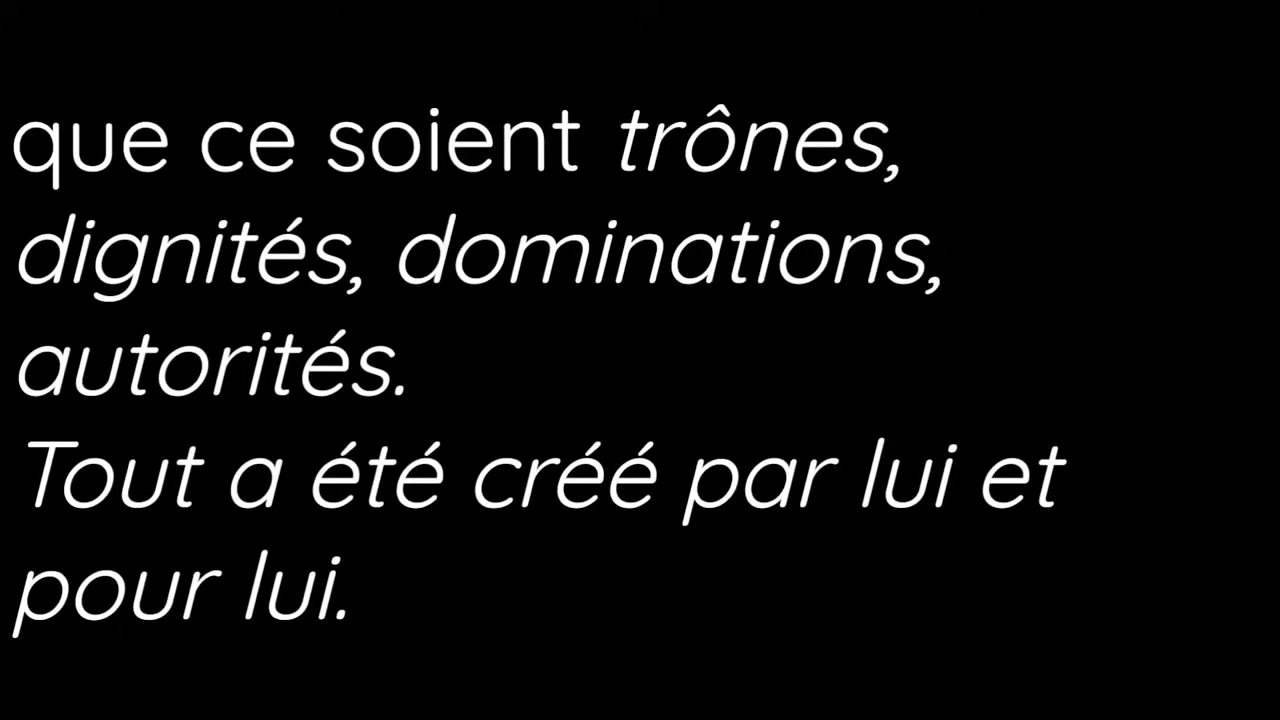 que ce soient trônes,
dignités, dominations,
autorités.
Tout a été créé par lui et
pour lui.